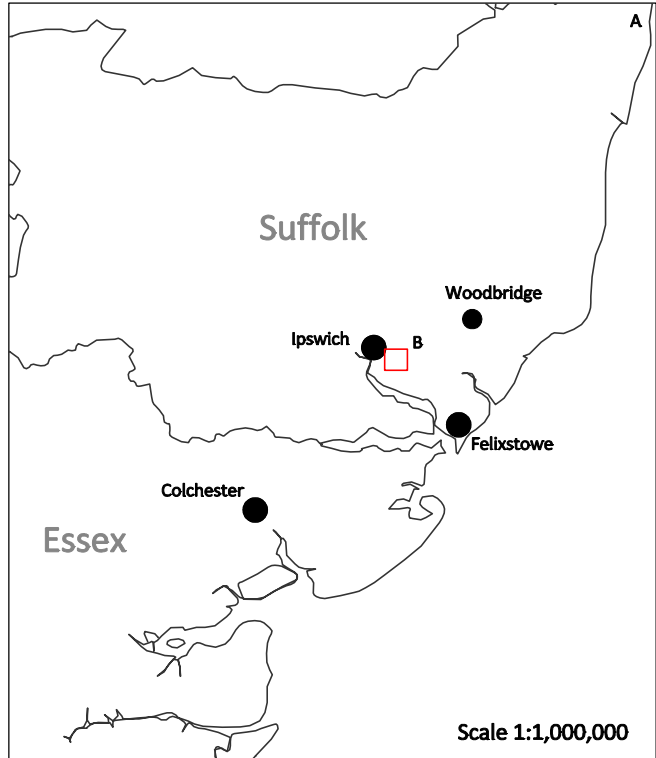 A
Suffolk
Woodbridge
Ipswich
B
Felixstowe
Colchester
Essex
Scale 1:1,000,000